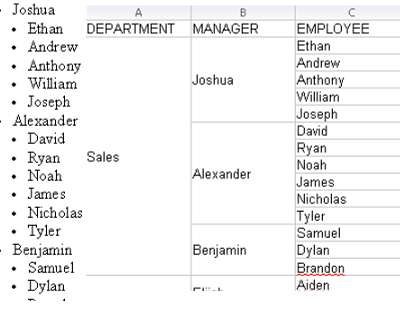 Joshua
Ethan
Andrew
Anthony
William
Joseph
Alexander
David
Ryan
Noah
James
Nicholas
Tyler
Benjamin
Samuel
Dylan
A B C
DEPARTMENT MANAGER EMPLOYEE
Sales
Joshua
Ethan
Andrew
Anthony
William
Joseph
Alexander
David
Ryan
Noah
James
Nicholas
Tyler
Benjamin
Samuel
Dylan
Brandon
Aiden